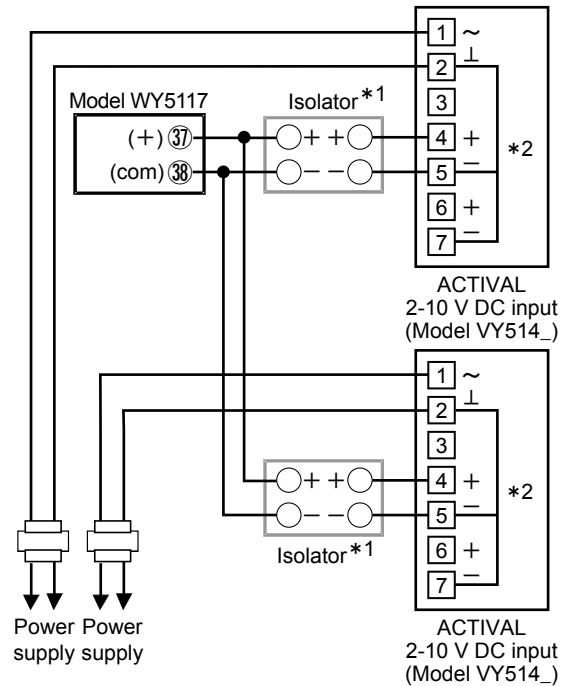 1 ~
2 ⊥
Model WY5117
Isolator*1
3
(+) 37
+ +
4 +
*2
(com) 38
− −
5 −
6 +
7 −
ACTIVAL
2-10 V DC input
(Model VY514_)
1 ~
2 ⊥
3
+ +
4 +
*2
− −
5 −
Isolator*1
6 +
7 −
Power supply
Power supply
ACTIVAL
2-10 V DC input
(Model VY514_)